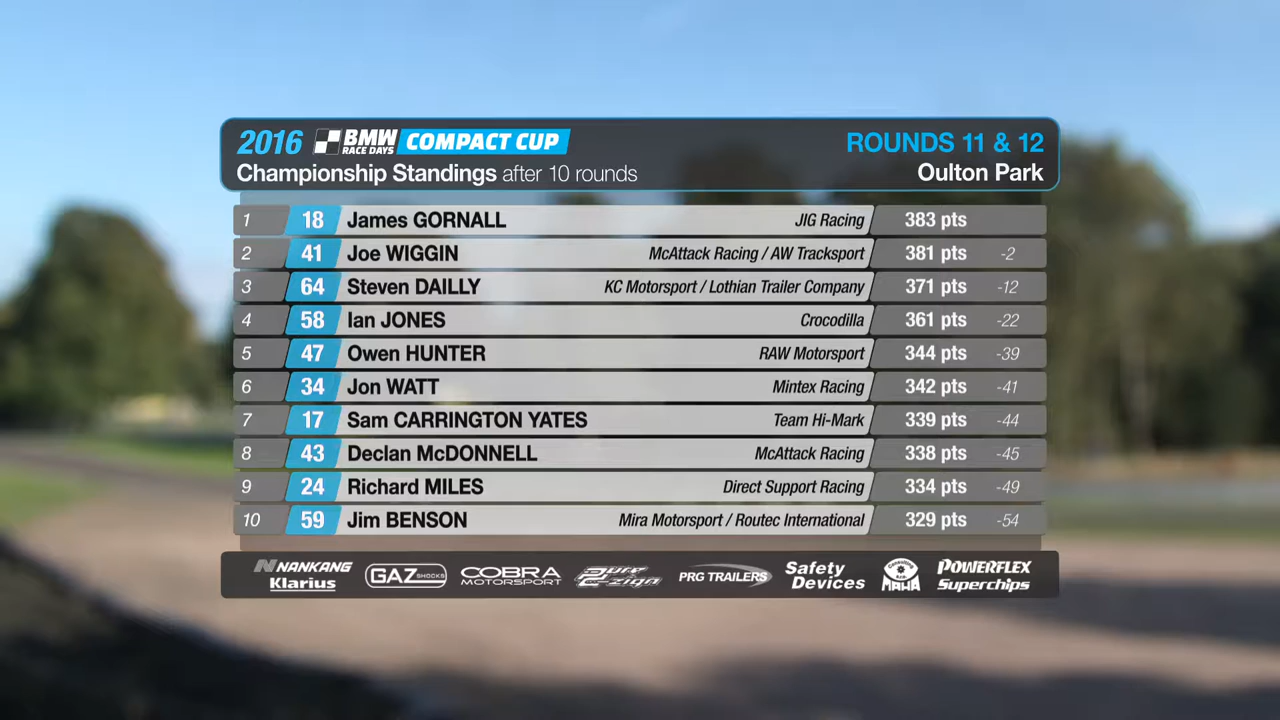 2016 BMW RACE DAYS COMPACT CUP ROUNDS 11 & 12
Championship Standings after 10 rounds Oulton Park
1 18 James GORNALL JIG Racing 383 pts
2 41 Joe WIGGIN McAttack Racing / AW Tracksport 381 pts -2
3 64 Steven DAILLY KC Motorsport / Lothian Trailer Company 371 pts -12
4 58 Ian JONES Crocodilla 361 pts -22
5 47 Owen HUNTER RAW Motorsport 344 pts -39
6 34 Jon WATT Mintex Racing 342 pts -41
7 17 Sam CARRINGTON YATES Team Hi-Mark 339 pts -44
8 43 Declan McDONNELL McAttack Racing 338 pts -45
9 24 Richard MILES Direct Support Racing 334 pts -49
10 59 Jim BENSON Mira Motorsport / Routec International 329 pts -54
NANKANG Klarius GAZ SHOCKS COBRA MOTORSPORT PRG TRAILERS Safety Devices MAHA POWERFLEX Superchips